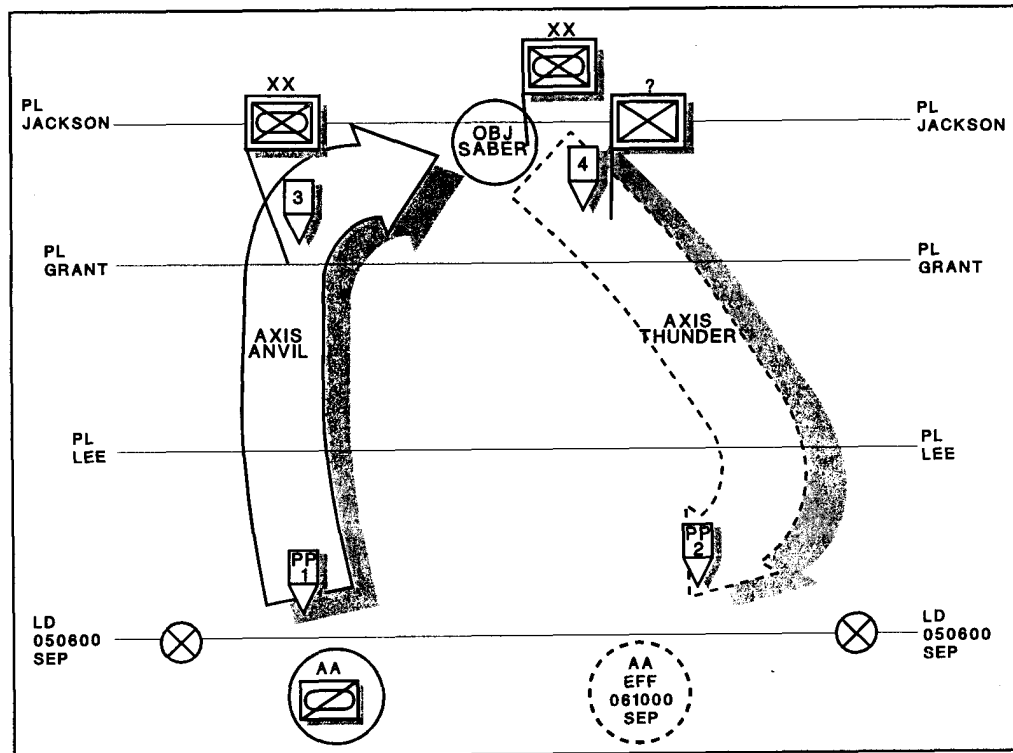 XX
XX
?
PL
JACKSON
OBJ
SABER
PL
JACKSON
3
4
PL
GRANT
PL
GRANT
AXIS
ANVIL
AXIS
THUNDER
PL
LEE
PL
LEE
PP
1
PP
2
LD
050600
SEP
LD
050600
SEP
AA
AA
EFF
061000
SEP